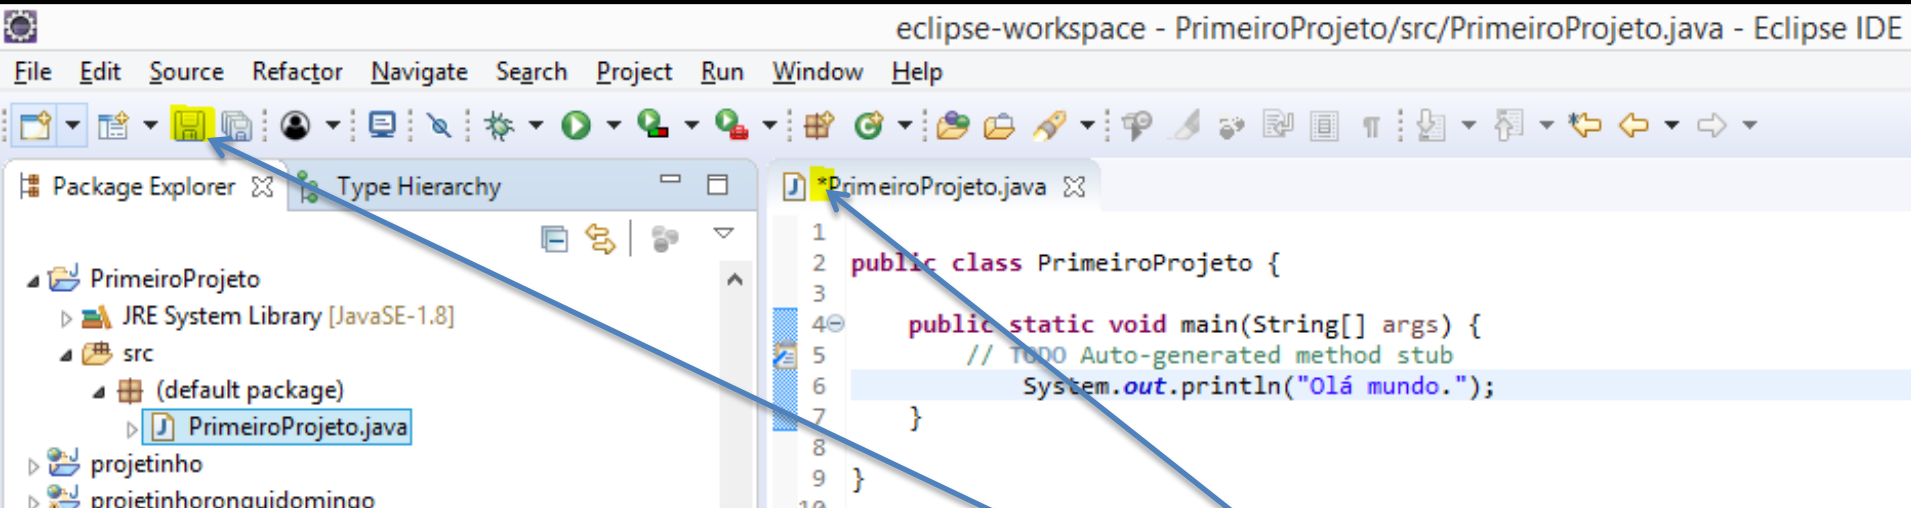 eclipse-workspace - PrimeiroProjeto/src/PrimeiroProjeto.java - Eclipse IDE
File Edit Source Refactor Navigate Search Project Run Window Help
Package Explorer Type Hierarchy
PrimeiroProjeto
JRE System Library [JavaSE-1.8]
src
(default package)
PrimeiroProjeto.java
projetinho
projetinhoronquidomingo
*PrimeiroProjeto.java
1
2 public class PrimeiroProjeto {
3
4 public static void main(String[] args) {
5 // TODO Auto-generated method stub
6 System.out.println("Olá mundo.");
7 }
8
9 }
10